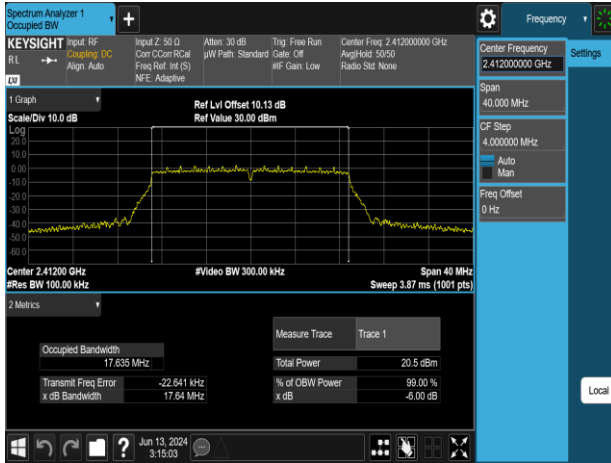 Spectrum Analyzer 1
Occupied BW
+
Frequency
KEYSIGHT
RL
LXI
Input: RF
Coupling: DC
Align: Auto
Input Z: 50 Ω
Corr CCorr RCal
Freq Ref: Int (S)
NFE: Adaptive
Atten: 30 dB
µW Path: Standard
Trig: Free Run
Gate: Off
#IF Gain: Low
Center Freq: 2.412000000 GHz
Avg|Hold: 50/50
Radio Std: None
Center Frequency
2.412000000 GHz
Settings
Span
40.000 MHz
CF Step
4.000000 MHz
Auto
Man
Freq Offset
0 Hz
Local
1 Graph
Scale/Div 10.0 dB
Ref Lvl Offset 10.13 dB
Ref Value 30.00 dBm
Log
20.0
10.0
0.00
-10.0
-20.0
-30.0
-40.0
-50.0
-60.0
Center 2.41200 GHz
#Res BW 100.00 kHz
#Video BW 300.00 kHz
Span 40 MHz
Sweep 3.87 ms (1001 pts)
2 Metrics
Measure Trace Trace 1
Occupied Bandwidth
17.635 MHz
Total Power 20.5 dBm
Transmit Freq Error -22.641 kHz
% of OBW Power 99.00 %
x dB Bandwidth 17.64 MHz
x dB -6.00 dB
?
Jun 13, 2024
3:15:03